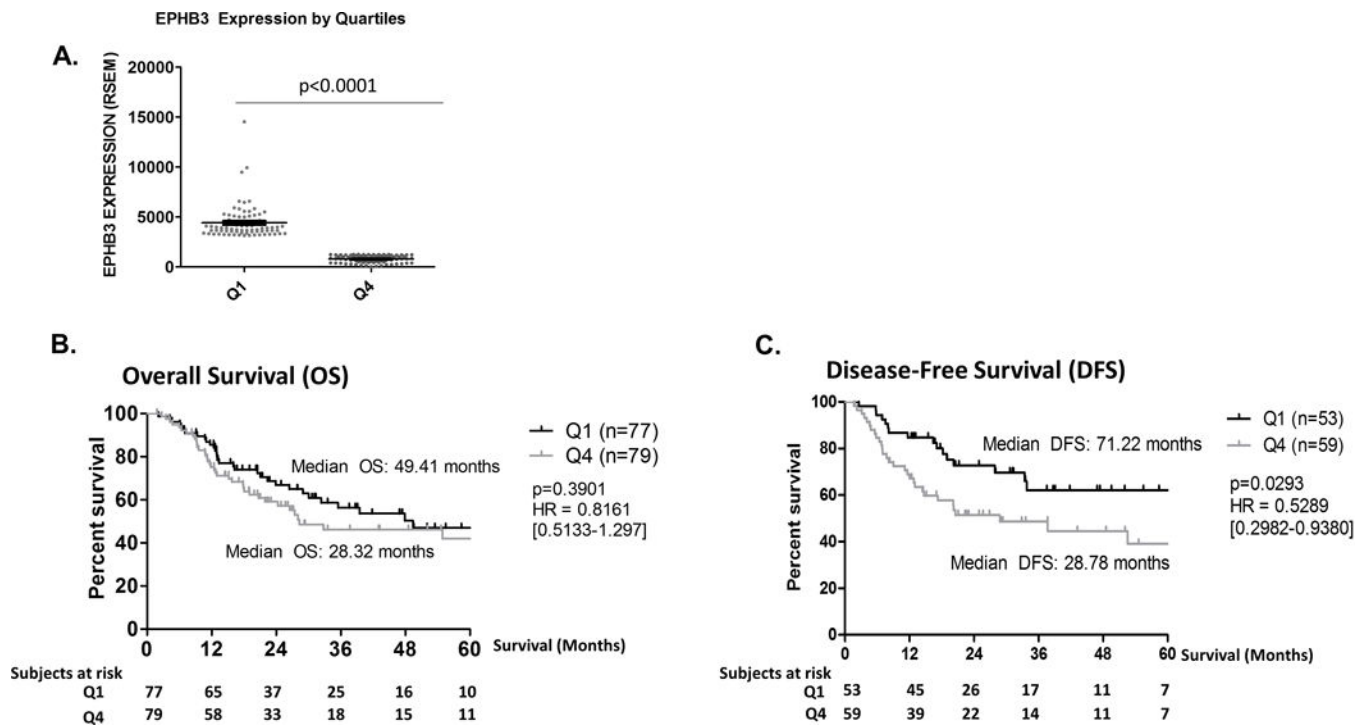 EPHB3 Expression by Quartiles
A.
EPHB3 EXPRESSION (RSEM)
20000
15000
10000
5000
0
p<0.0001
Q1
Q4
B.
Overall Survival (OS)
Percent survival
100
80
60
40
20
0
Median OS: 49.41 months
Median OS: 28.32 months
Q1 (n=77)
Q4 (n=79)
p=0.3901
HR = 0.8161
[0.5133-1.297]
0 12 24 36 48 60 Survival (Months)
Subjects at risk
Q1 77 65 37 25 16 10
Q4 79 58 33 18 15 11
C.
Disease-Free Survival (DFS)
Percent survival
100
80
60
40
20
0
Median DFS: 71.22 months
Median DFS: 28.78 months
Q1 (n=53)
Q4 (n=59)
p=0.0293
HR = 0.5289
[0.2982-0.9380]
0 12 24 36 48 60 Survival (Months)
Subjects at risk
Q1 53 45 26 17 11 7
Q4 59 39 22 14 11 7